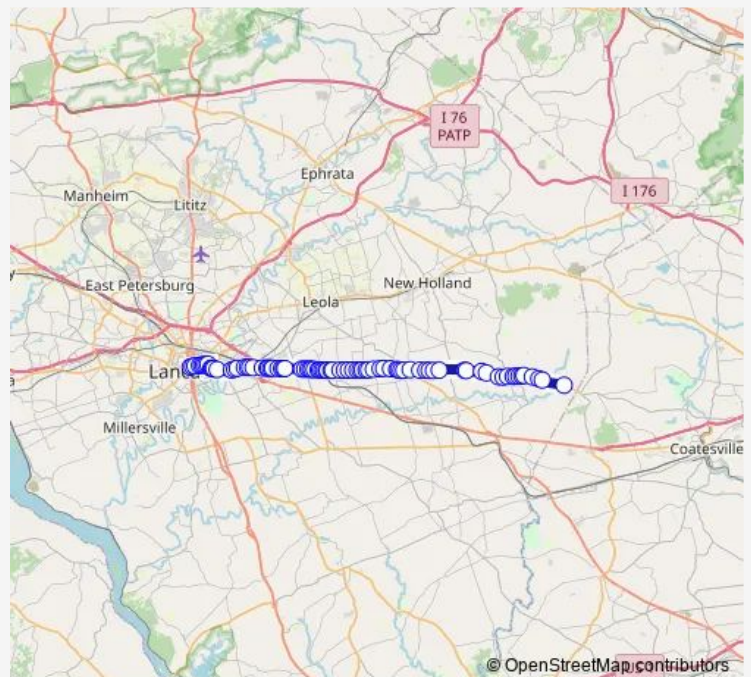 I 76
PATP
Ephrata
I 176
Manheim
Lititz
East Petersburg
New Holland
Leola
Millersville
Coatesville
© OpenStreetMap contributors